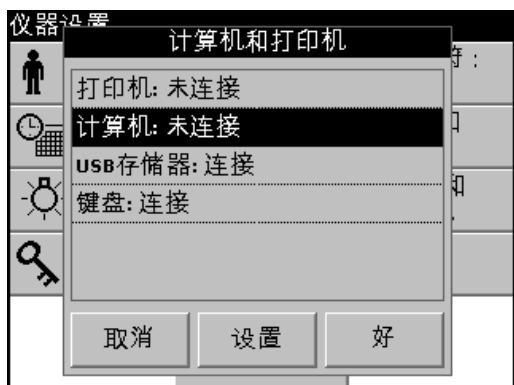 仪器设置
计算机和打印机
打印机: 未连接
计算机: 未连接
USB存储器: 连接
键盘: 连接
取消
设置
好